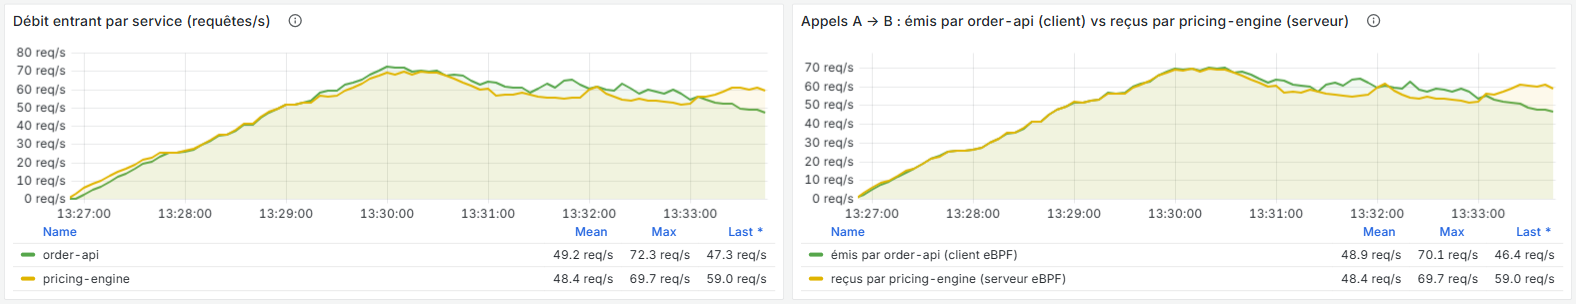 Débit entrant par service (requêtes/s)
80 req/s
70 req/s
60 req/s
50 req/s
40 req/s
30 req/s
20 req/s
10 req/s
0 req/s
13:27:00 13:28:00 13:29:00 13:30:00 13:31:00 13:32:00 13:33:00
Name Mean Max Last *
order-api 49.2 req/s 72.3 req/s 47.3 req/s
pricing-engine 48.4 req/s 69.7 req/s 59.0 req/s
Appels A → B : émis par order-api (client) vs reçus par pricing-engine (serveur)
70 req/s
60 req/s
50 req/s
40 req/s
30 req/s
20 req/s
10 req/s
0 req/s
13:27:00 13:28:00 13:29:00 13:30:00 13:31:00 13:32:00 13:33:00
Name Mean Max Last *
émis par order-api (client eBPF) 48.9 req/s 70.1 req/s 46.4 req/s
reçus par pricing-engine (serveur eBPF) 48.4 req/s 69.7 req/s 59.0 req/s